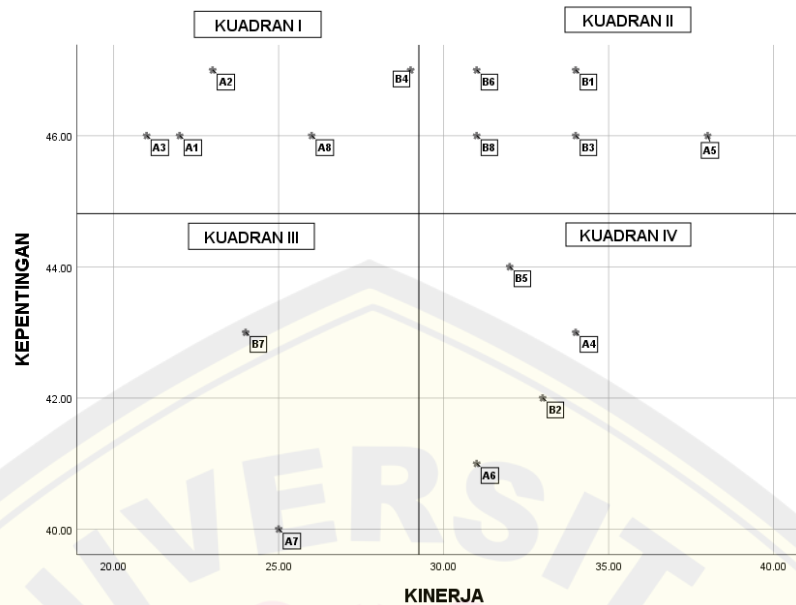 KUADRAN I
KUADRAN II
A2
B4
B6
B1
46.00
A3
A1
A8
B8
B3
A5
KEPENTINGAN
KUADRAN III
KUADRAN IV
44.00
B5
B7
A4
42.00
B2
A6
UNIVERSIT
40.00
A7
20.00
25.00
30.00
35.00
40.00
KINERJA